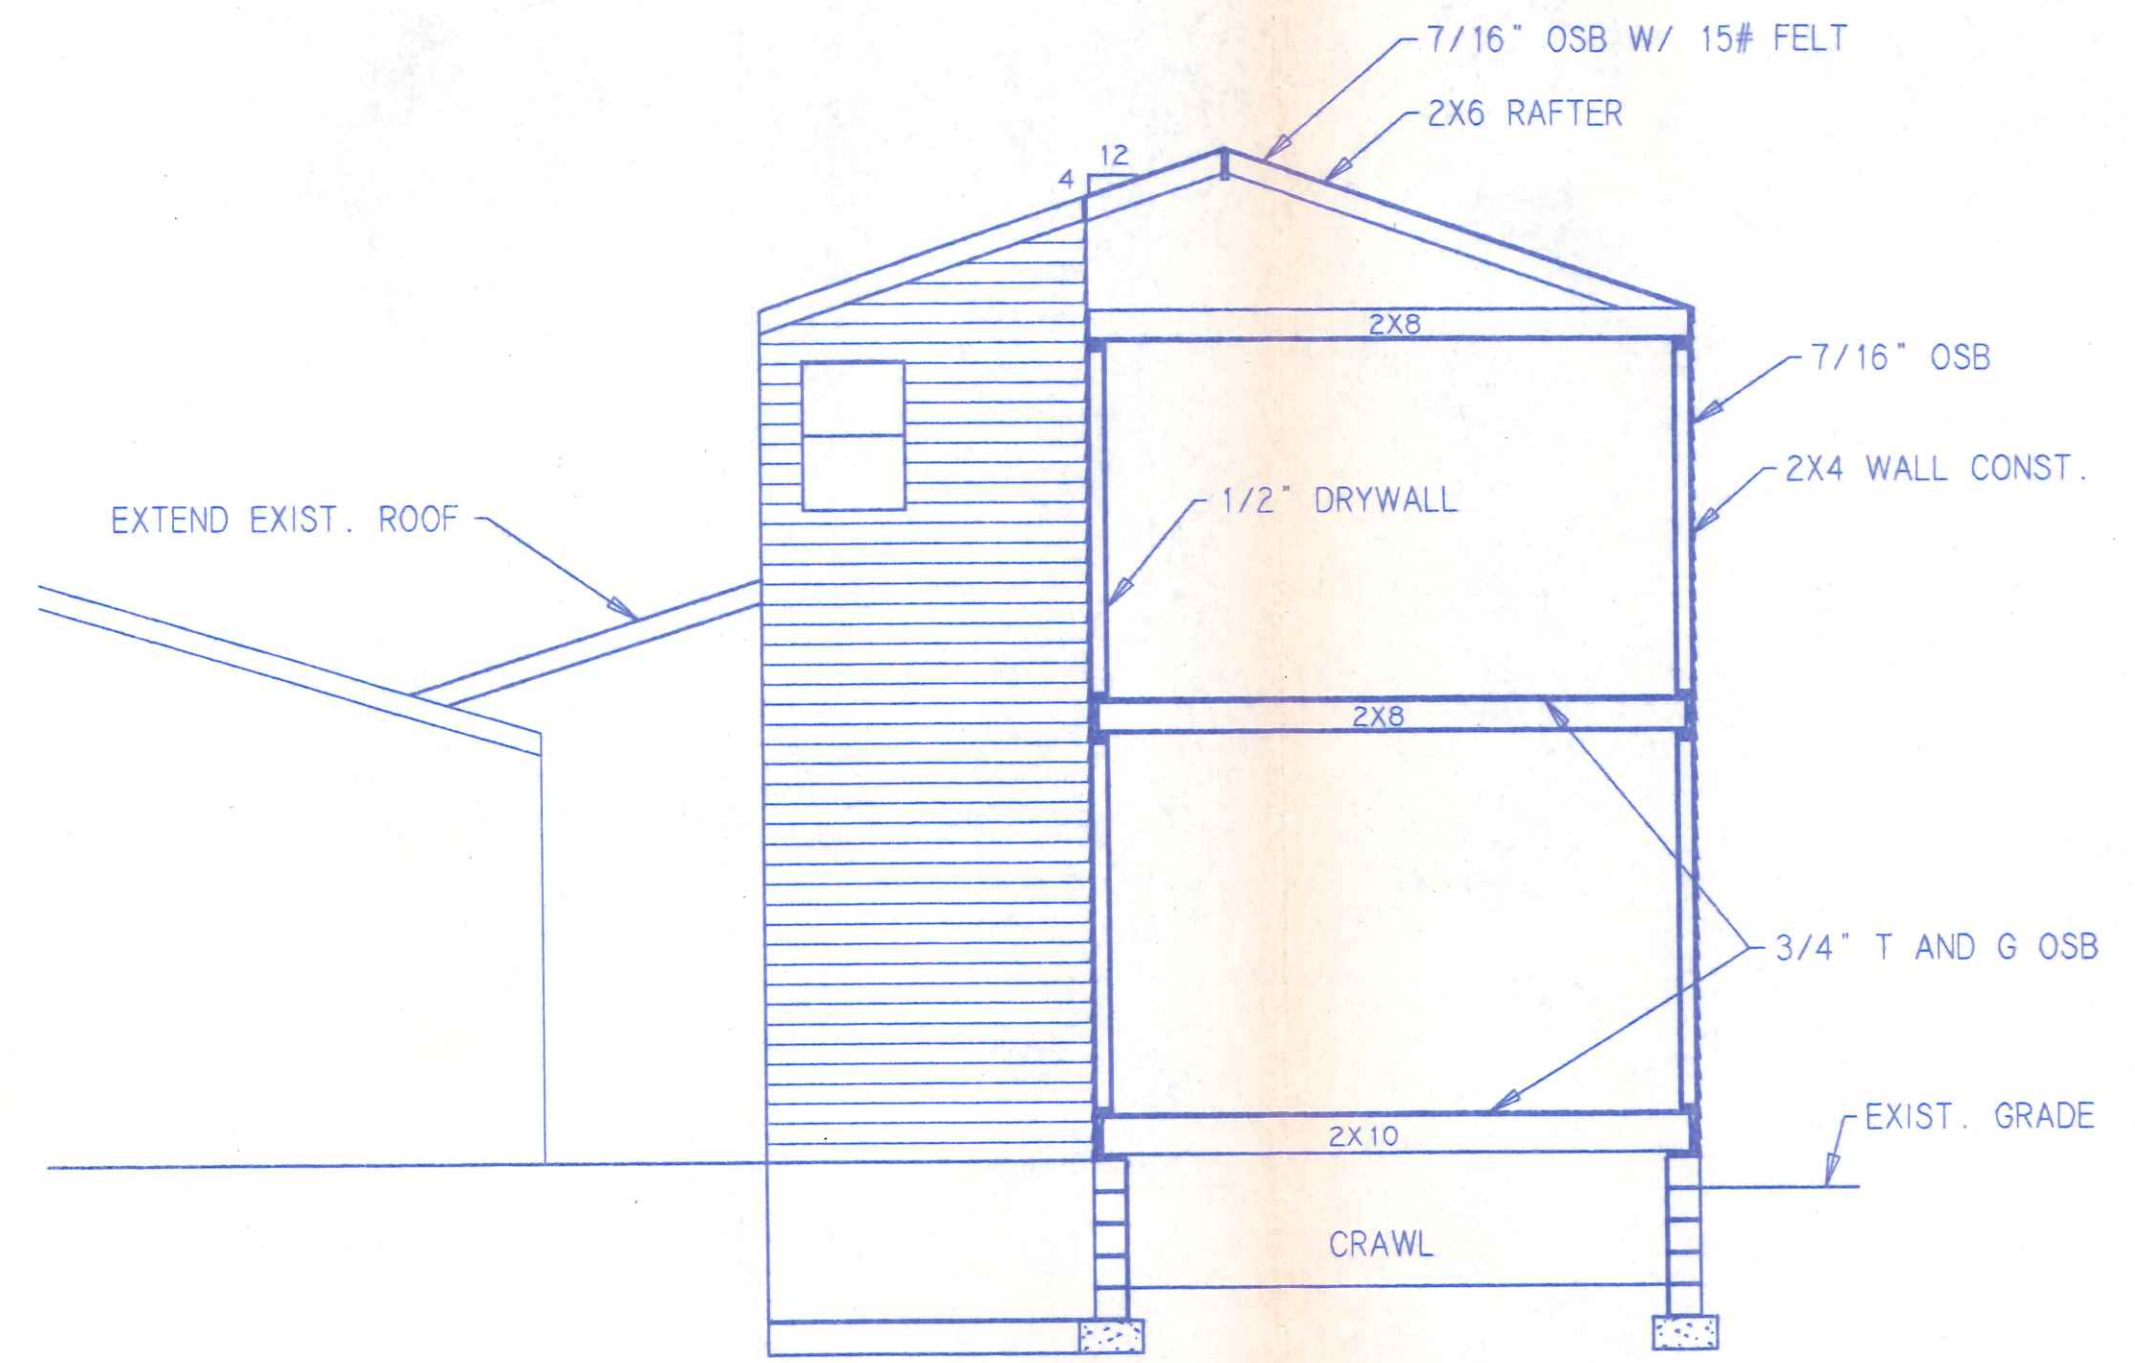 7/16" OSB W/ 15# FELT
2X6 RAFTER
12
4
2X8
7/16" OSB
2X4 WALL CONST.
1/2" DRYWALL
EXTEND EXIST. ROOF
2X8
3/4" T AND G OSB
EXIST. GRADE
2X10
CRAWL